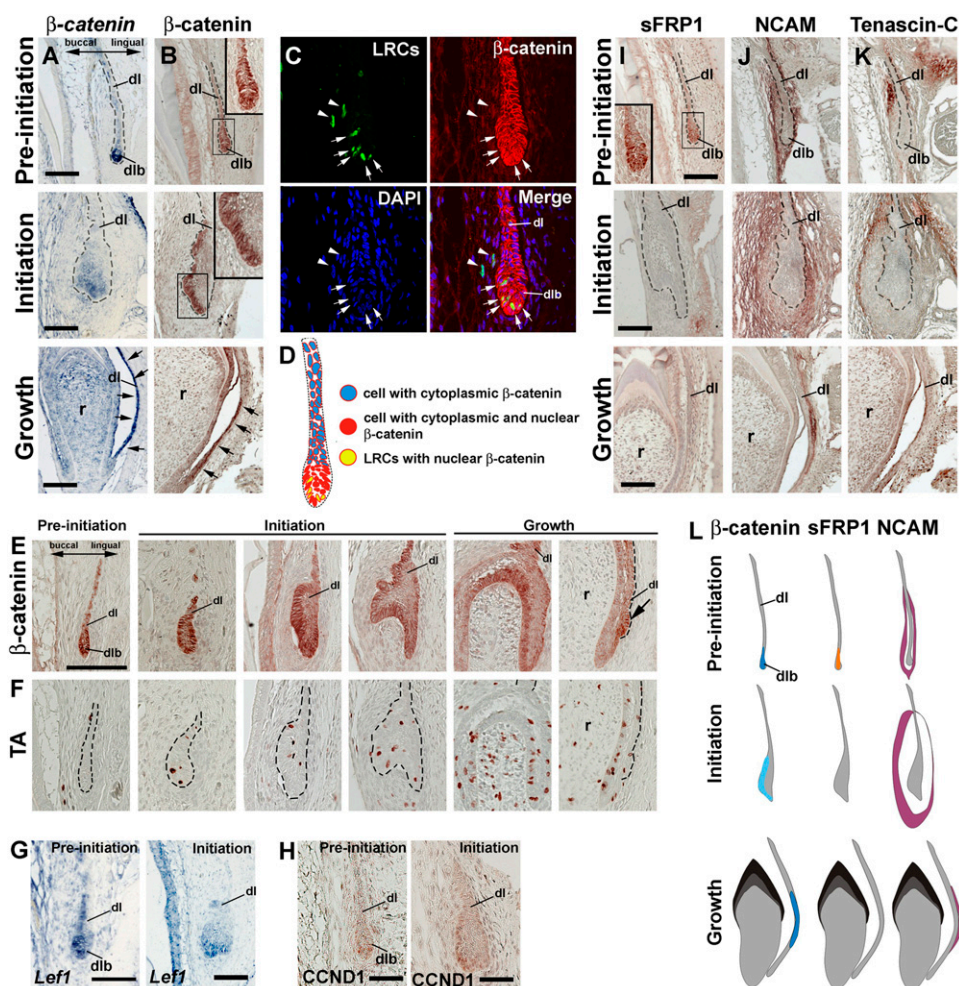 β-catenin
β-catenin
sFRP1
NCAM
Tenascin-C
Pre-initiation
Initiation
Growth
A
buccal lingual
dl
dlb
dl
dl
r
B
dl
dlb
dl
r
C
LRCs
β-catenin
DAPI
Merge
dl
dlb
D
cell with cytoplasmic β-catenin
cell with cytoplasmic and nuclear
β-catenin
LRCs with nuclear β-catenin
Pre-initiation
Initiation
Growth
I
dl
dlb
dl
dl
r
J
dl
dlb
dl
dl
r
K
dl
dlb
dl
dl
r
Pre-initiation
Initiation
Growth
E
β-catenin
buccal lingual
dl
dlb
dl
dl
dl
dl
dl
r
F
TA
r
G
Pre-initiation
dl
dlb
Lef1
Initiation
dl
Lef1
H
Pre-initiation
dl
dlb
CCND1
Initiation
dl
CCND1
L
β-catenin sFRP1 NCAM
Pre-initiation
dl
dlb
Initiation
Growth